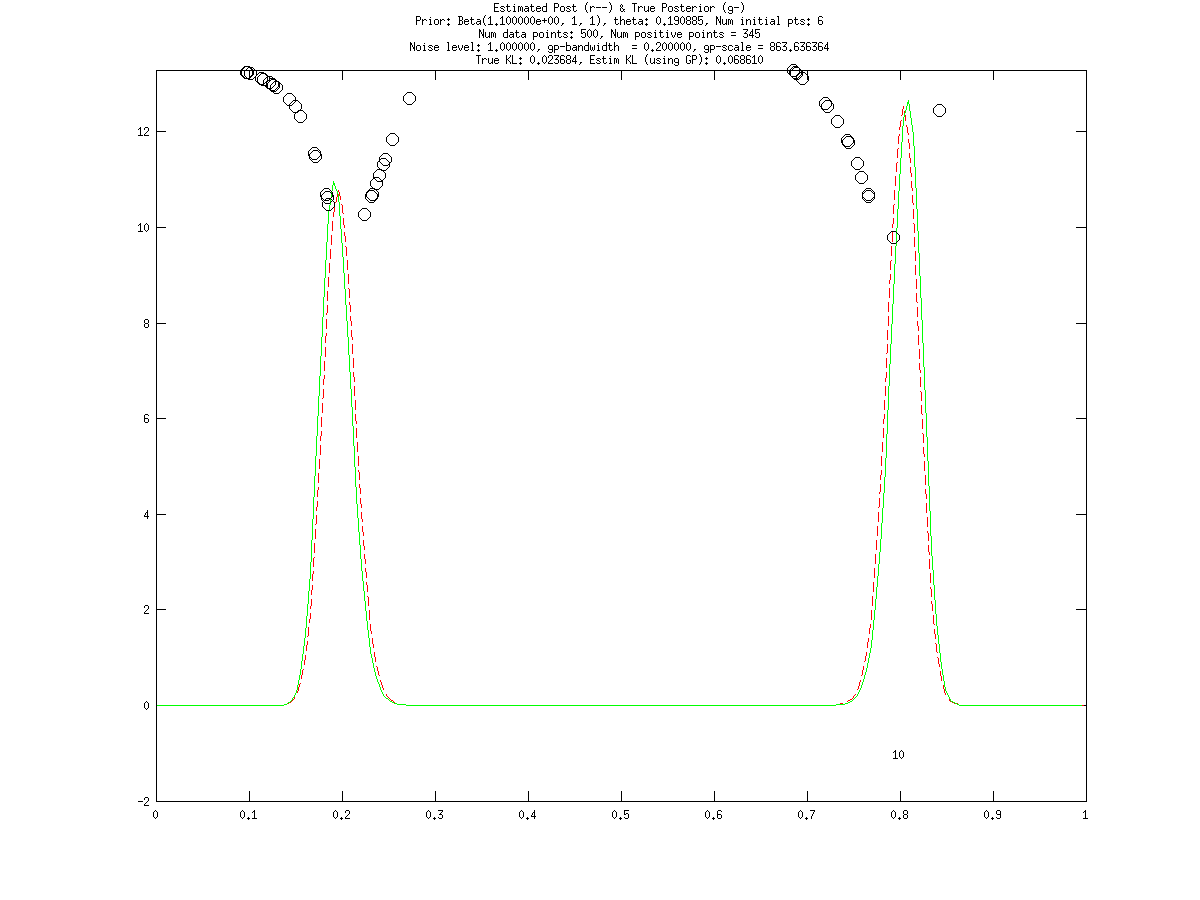 Estimated Post (r--) & True Posterior (g-)
Prior: Beta(1.100000e+00, 1, 1), theta: 0.190885, Num initial pts: 6
Num data points: 500, Num positive points = 345
Noise level: 1.000000, gp-bandwidth  = 0.200000, gp-scale = 863.636364
True KL: 0.023684, Estim KL (using GP): 0.068610
12
10
8
6
4
2
0
10
-2
0 0.1 0.2 0.3 0.4 0.5 0.6 0.7 0.8 0.9 1